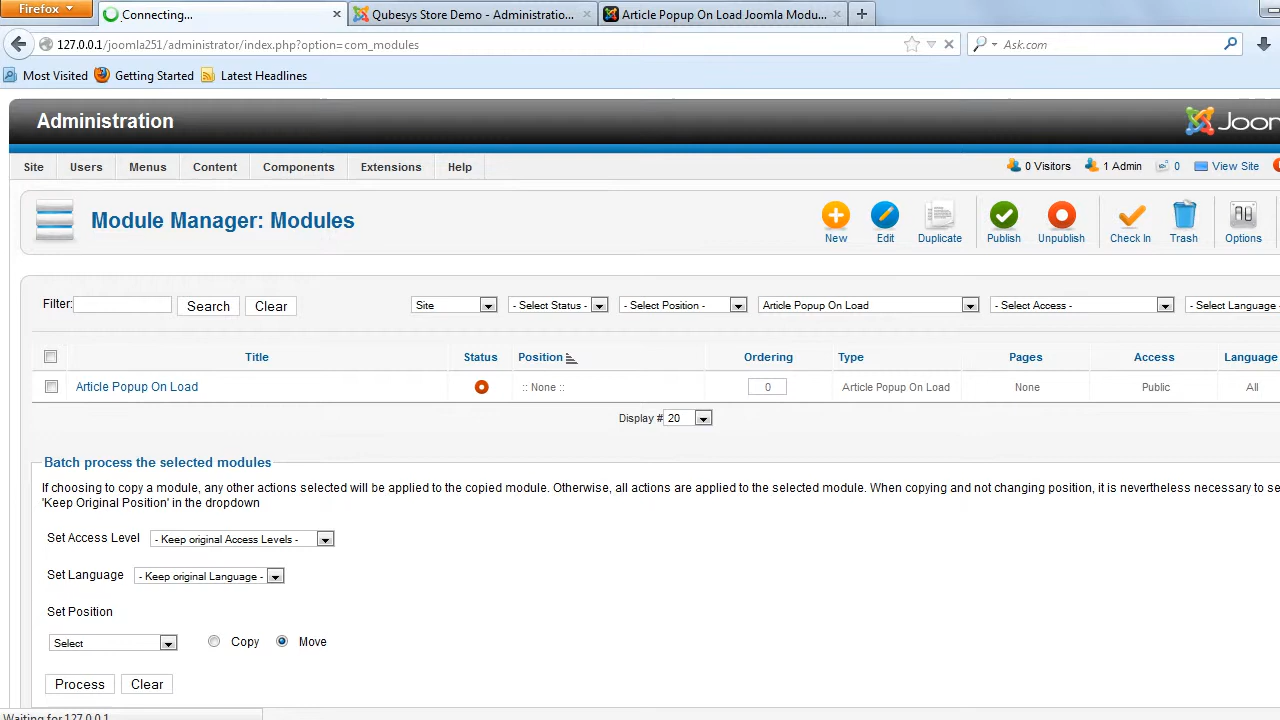 Firefox
Connecting...
Qubesys Store Demo - Administratio...
Article Popup On Load Joomla Modu...
127.0.0.1/joomla251/administrator/index.php?option=com_modules
Ask.com
Most Visited Getting Started Latest Headlines
Administration
Joon
Site Users Menus Content Components Extensions Help
0 Visitors 1 Admin 0 View Site
Module Manager: Modules
New Edit Duplicate Publish Unpublish Check In Trash Options
Filter: Search Clear Site - Select Status - - Select Position - Article Popup On Load - Select Access - - Select Language
Title Status Position Ordering Type Pages Access Language
Article Popup On Load :: None :: 0 Article Popup On Load None Public All
Display # 20
Batch process the selected modules
If choosing to copy a module, any other actions selected will be applied to the copied module. Otherwise, all actions are applied to the selected module. When copying and not changing position, it is nevertheless necessary to se
'Keep Original Position' in the dropdown
Set Access Level - Keep original Access Levels -
Set Language - Keep original Language -
Set Position
Select Copy Move
Process Clear
Waiting for 127.0.0.1